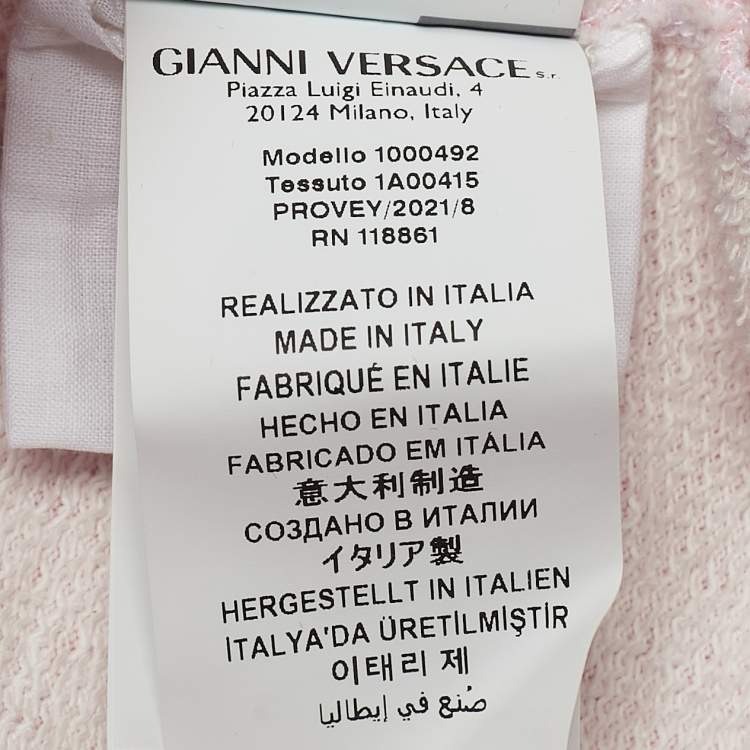 GIANNI VERSACE s.r.
Piazza Luigi Einaudi, 4
20124 Milano, Italy
Modello 1000492
Tessuto 1A00415
PROVEY/2021/8
RN 118861
REALIZZATO IN ITALIA
MADE IN ITALY
FABRIQUÉ EN ITALIE
HECHO EN ITALIA
FABRICADO EM ITÁLIA
意大利制造
СОЗДАНО В ИТАЛИИ
イタリア製
HERGESTELLT IN ITALIEN
İTALYA'DA ÜRETİLMİŞTİR
이태리 제
صُنع في إيطاليا